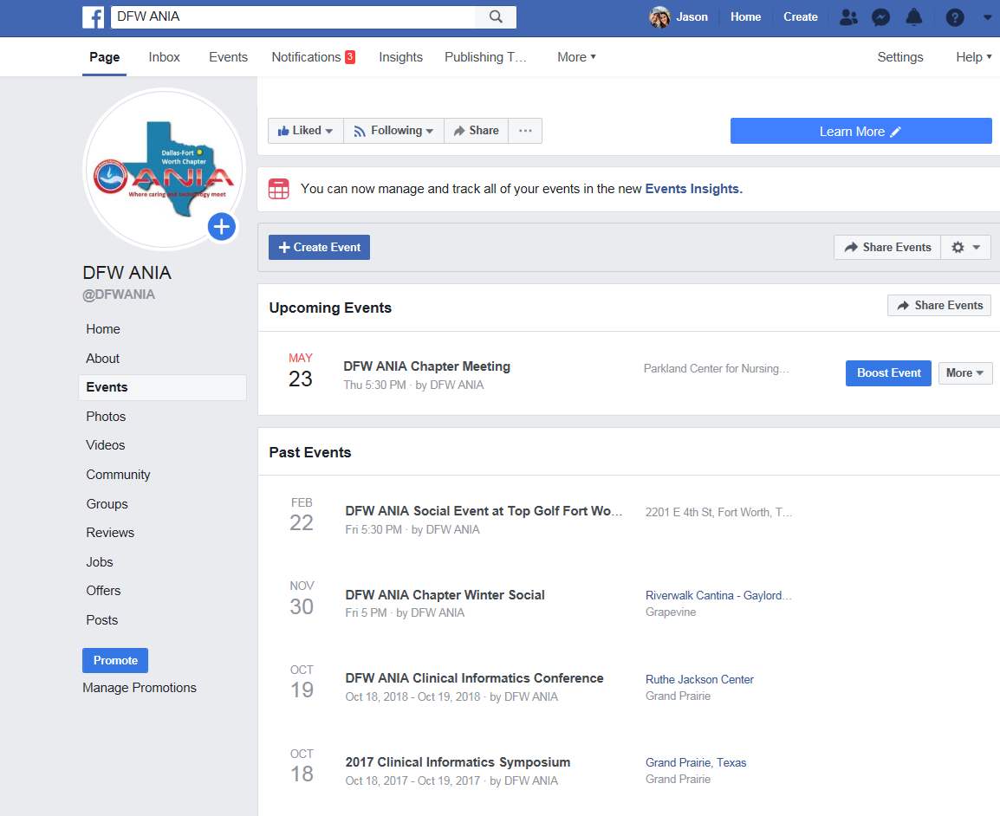 DFW ANIA
Jason Home Create
Page Inbox Events Notifications 3 Insights Publishing T… More Settings Help
Dallas-Fort
Worth Chapter
ANIA
Where caring and technology meet
DFW ANIA
@DFWANIA
Home
About
Events
Photos
Videos
Community
Groups
Reviews
Jobs
Offers
Posts
Promote
Manage Promotions
Liked Following Share ...
Learn More
You can now manage and track all of your events in the new Events Insights.
+ Create Event
Share Events
Upcoming Events
Share Events
MAY
23
DFW ANIA Chapter Meeting
Thu 5:30 PM · by DFW ANIA
Parkland Center for Nursing…
Boost Event
More
Past Events
FEB
22
DFW ANIA Social Event at Top Golf Fort Wo…
Fri 5:30 PM · by DFW ANIA
2201 E 4th St, Fort Worth, T…
NOV
30
DFW ANIA Chapter Winter Social
Fri 5 PM · by DFW ANIA
Riverwalk Cantina - Gaylord…
Grapevine
OCT
19
DFW ANIA Clinical Informatics Conference
Oct 18, 2018 - Oct 19, 2018 · by DFW ANIA
Ruthe Jackson Center
Grand Prairie
OCT
18
2017 Clinical Informatics Symposium
Oct 18, 2017 - Oct 19, 2017 · by DFW ANIA
Grand Prairie, Texas
Grand Prairie